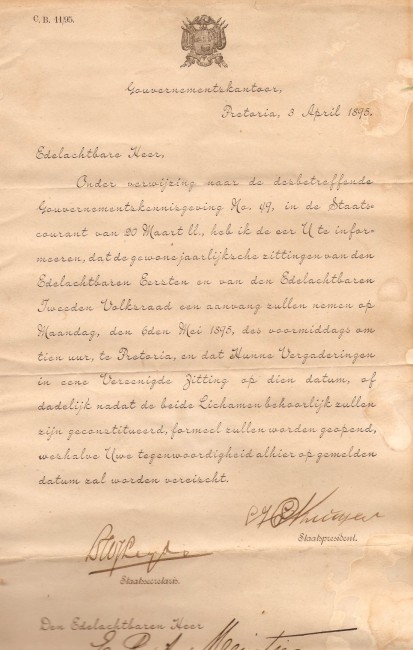 C. B. 11/95.
Gouvernementskantoor,
Pretoria, 3 April 1895.
Edelachtbare Heer,
Onder verwijzing naar de desbetreffende
Gouvernementskennisgeving No. 49, in de Staats-
courant van 20 Maart ll., heb ik de eer U te infor-
meeren, dat de gewone jaarlijksche zittingen van den
Edelachtbaren Eersten en van den Edelachtbaren
Tweeden Volksraad een aanvang zullen nemen op
Maandag, den 6den Mei 1895, des voormiddags om
tien uur, te Pretoria, en dat Hunne Vergaderingen
in eene Vereenigde Zitting op dien datum, of
dadelijk nadat de beide Lichamen behoorlijk zullen
zijn geconstitueerd, formeel zullen worden geopend,
werhalve Uwe tegenwoordigheid alhier op gemelden
datum zal worden vereischt.
Staatspresident.
Staatssecretaris.
Den Edelachtbaren Heer